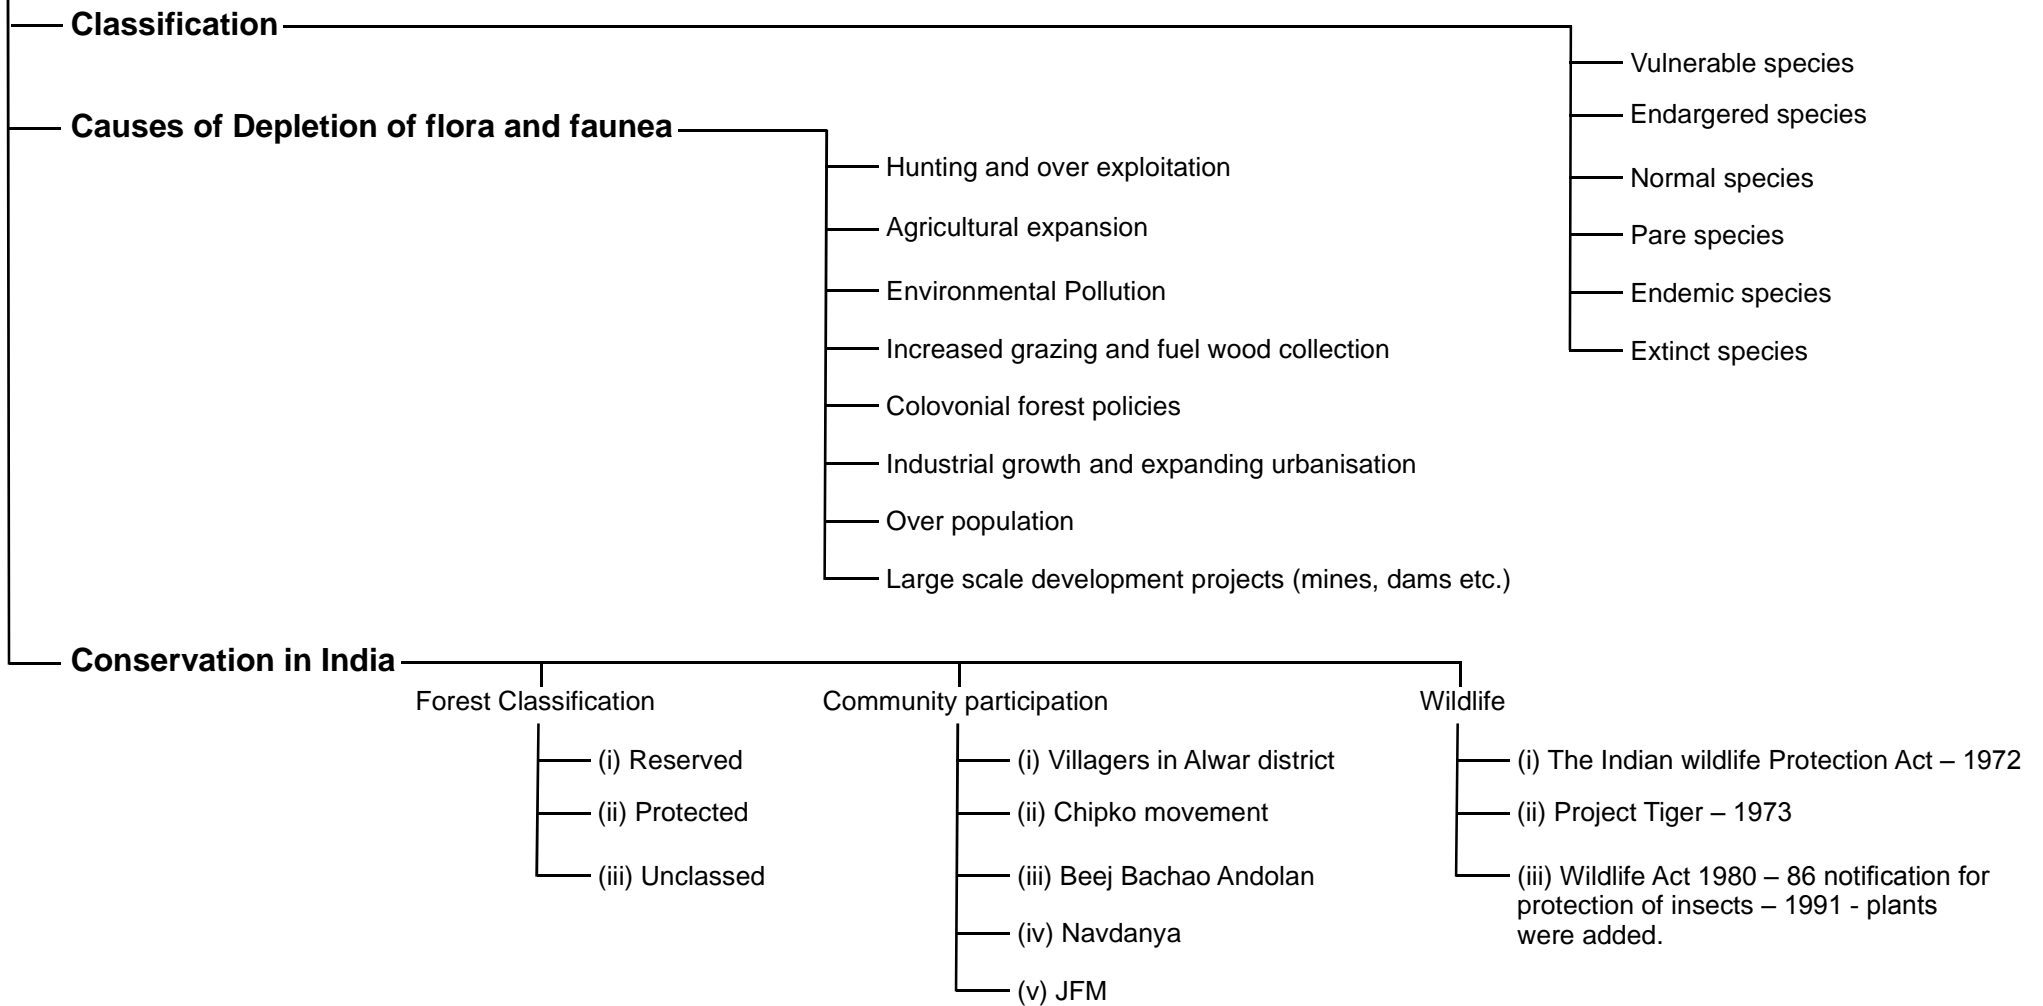 Classification
Vulnerable species
Endargered species
Normal species
Pare species
Endemic species
Extinct species
Causes of Depletion of flora and faunea
Hunting and over exploitation
Agricultural expansion
Environmental Pollution
Increased grazing and fuel wood collection
Colovonial forest policies
Industrial growth and expanding urbanisation
Over population
Large scale development projects (mines, dams etc.)
Conservation in India
Forest Classification
(i) Reserved
(ii) Protected
(iii) Unclassed
Community participation
(i) Villagers in Alwar district
(ii) Chipko movement
(iii) Beej Bachao Andolan
(iv) Navdanya
(v) JFM
Wildlife
(i) The Indian wildlife Protection Act – 1972
(ii) Project Tiger – 1973
(iii) Wildlife Act 1980 – 86 notification for
protection of insects – 1991 - plants
were added.